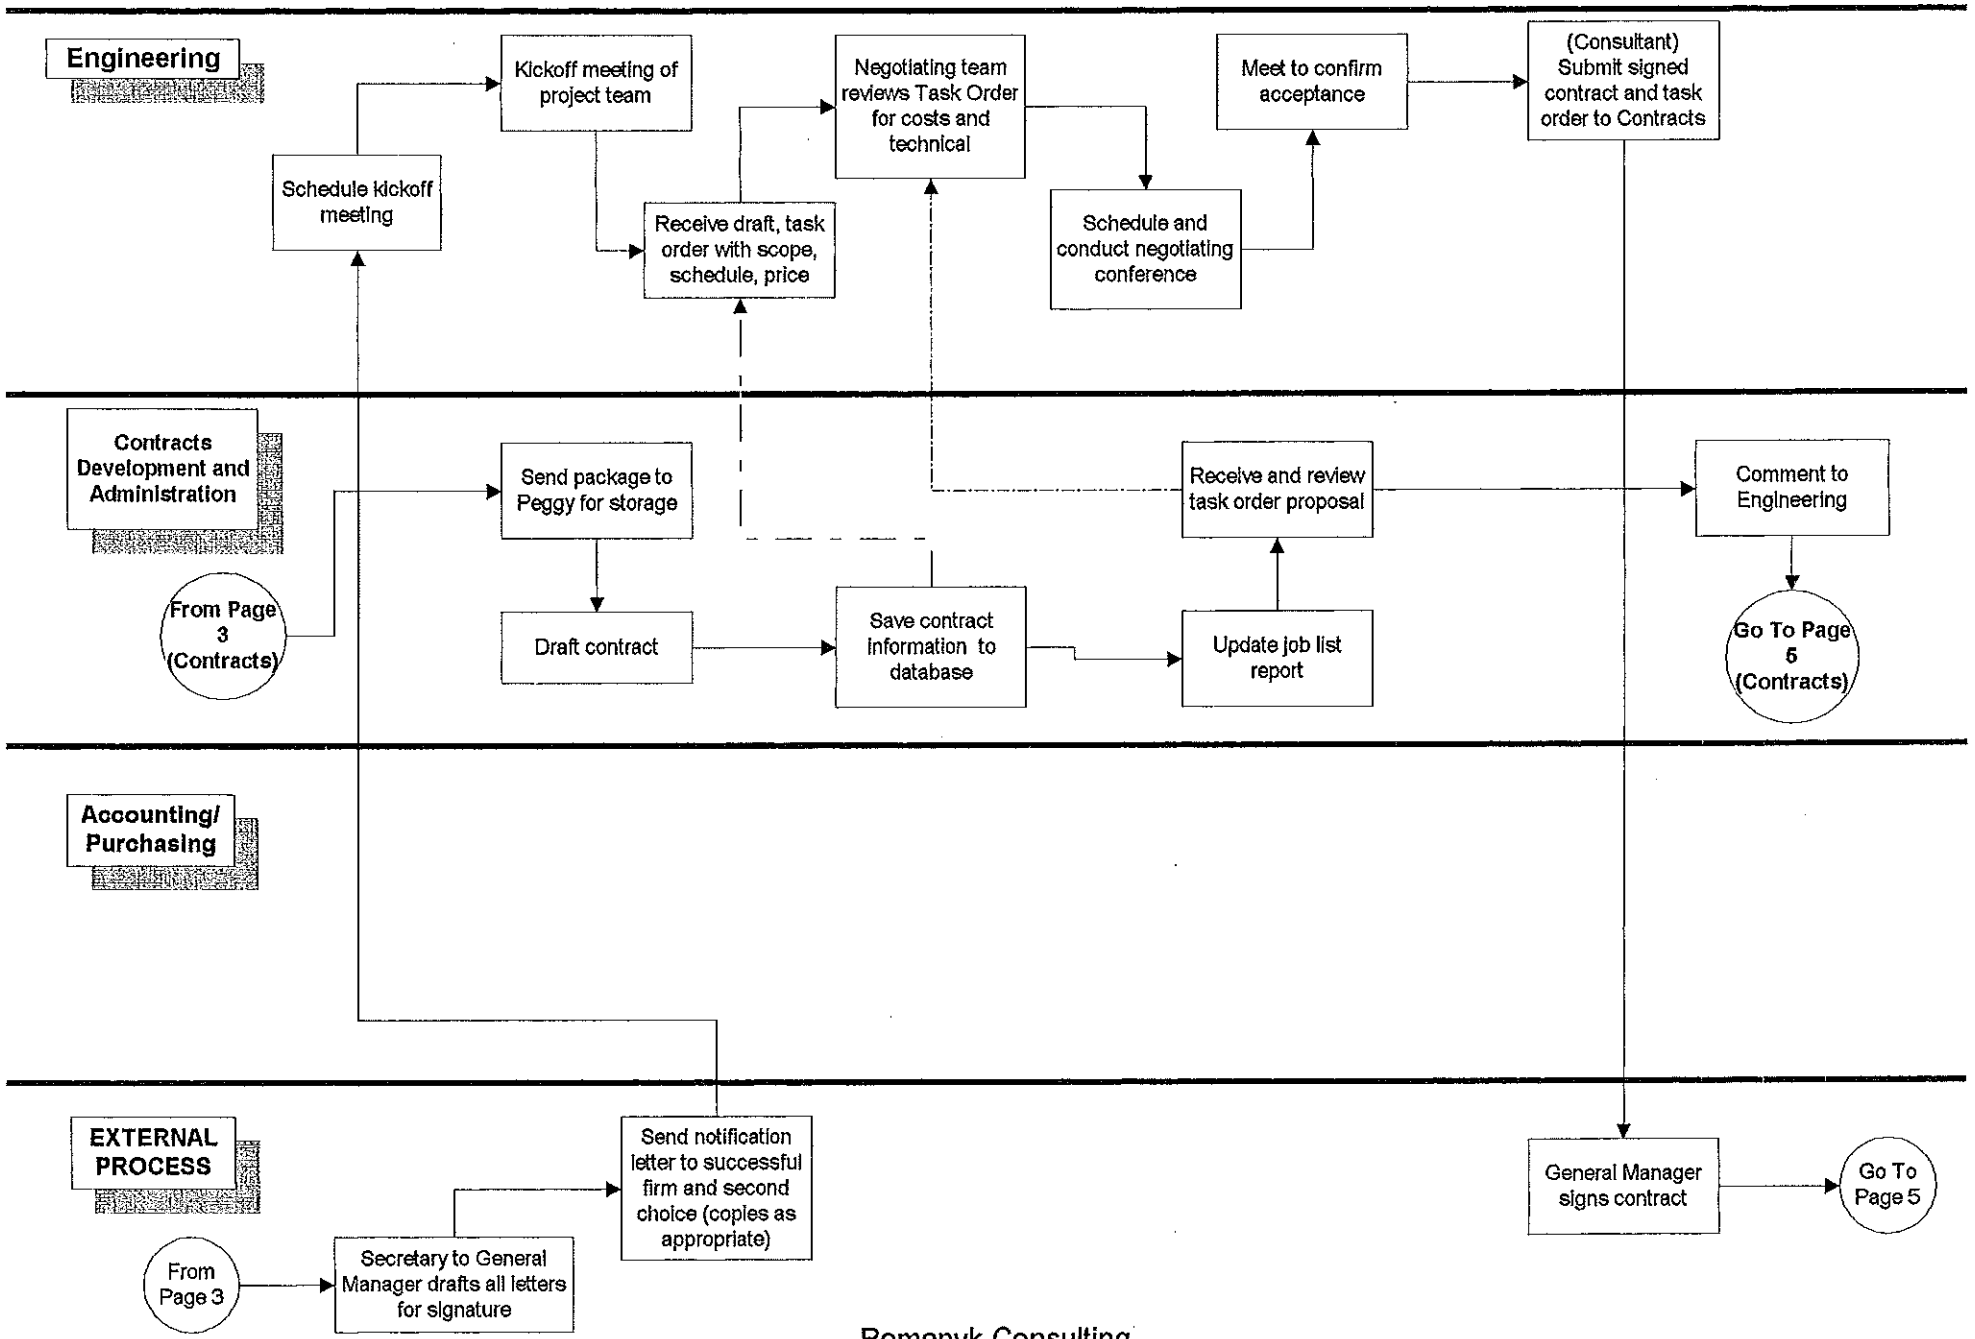 Engineering
Kickoff meeting of
project team
Negotiating team
reviews Task Order
for costs and
technical
Meet to confirm
acceptance
(Consultant)
Submit signed
contract and task
order to Contracts
Schedule kickoff
meeting
Receive draft, task
order with scope,
schedule, price
Schedule and
conduct negotiating
conference
Contracts
Development and
Administration
Send package to
Peggy for storage
Receive and review
task order proposal
Comment to
Engineering
From Page
3
(Contracts)
Draft contract
Save contract
information to
database
Update job list
report
Go To Page
5
(Contracts)
Accounting/
Purchasing
EXTERNAL
PROCESS
Send notification
letter to successful
firm and second
choice (copies as
appropriate)
General Manager
signs contract
Go To
Page 5
From
Page 3
Secretary to General
Manager drafts all letters
for signature
Romanyk Consulting